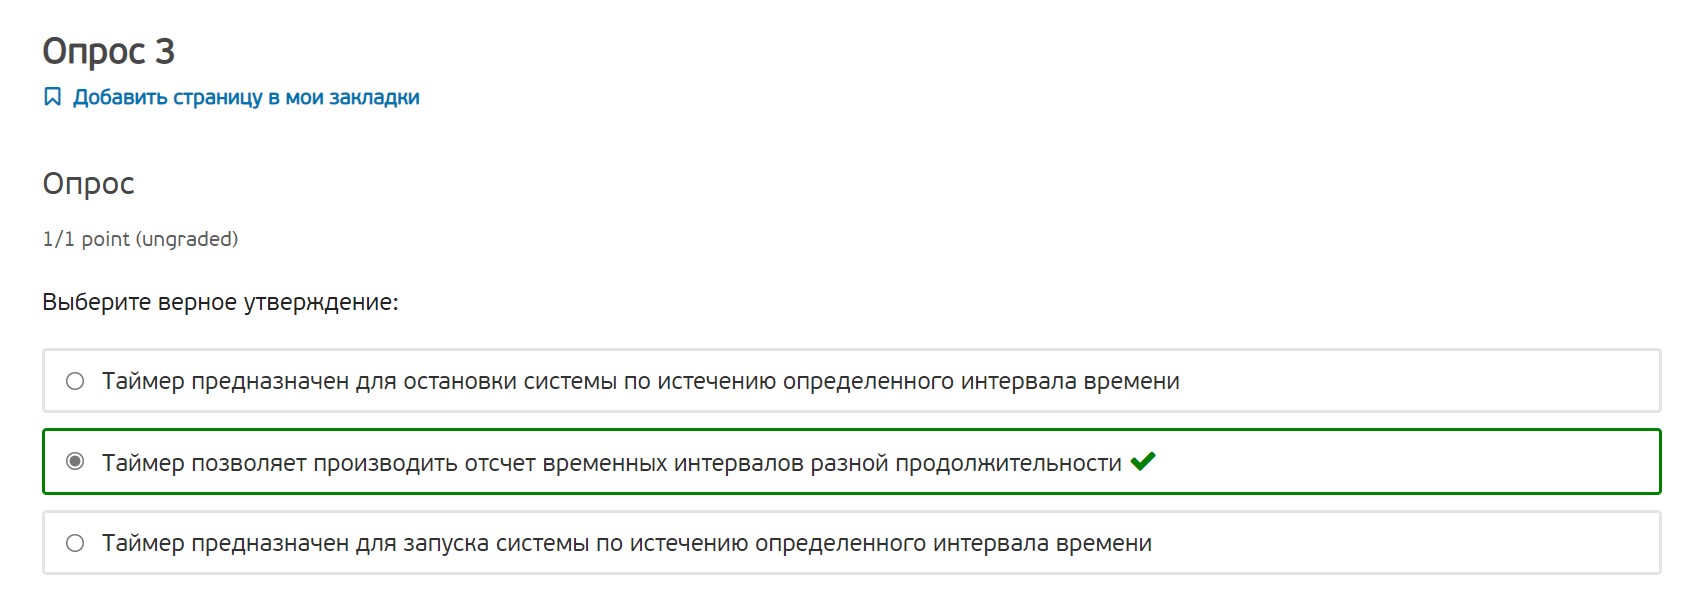 Опрос 3
Добавить страницу в мои закладки
Опрос
1/1 point (ungraded)
Выберите верное утверждение:
Таймер предназначен для остановки системы по истечению определенного интервала времени
Таймер позволяет производить отсчет временных интервалов разной продолжительности
Таймер предназначен для запуска системы по истечению определенного интервала времени